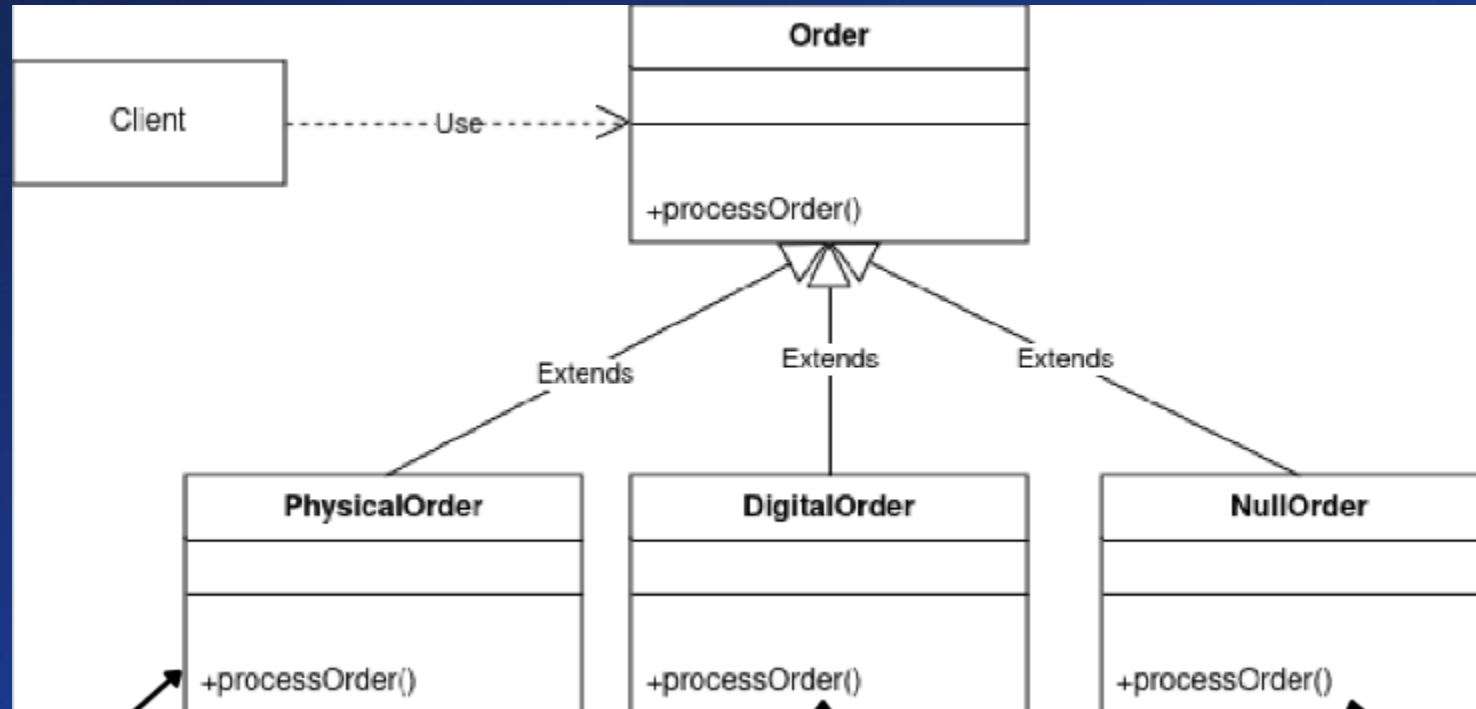 Order
Client
Use
+processOrder()
Extends
Extends
Extends
PhysicalOrder
DigitalOrder
NullOrder
+processOrder()
+processOrder()
+processOrder()